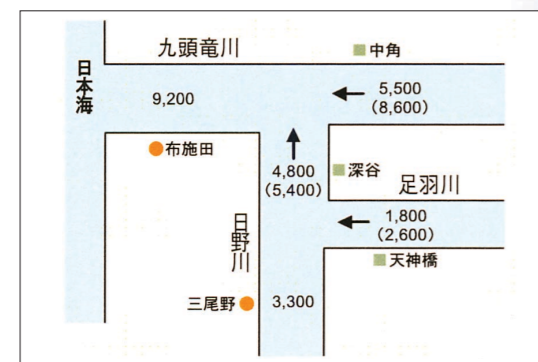 九頭竜川
中角
日本海
9,200
5,500
(8,600)
布施田
4,800
(5,400)
深谷
足羽川
1,800
(2,600)
日野川
天神橋
三尾野
3,300